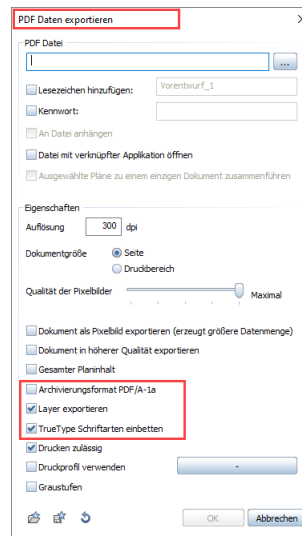 PDF Daten exportieren
PDF Datei
...
Lesezeichen hinzufügen: Vorentwurf_1
Kennwort:
An Datei anhängen
Datei mit verknüpfter Applikation öffnen
Ausgewählte Pläne zu einem einzigen Dokument zusammenführen
Eigenschaften
Auflösung 300 dpi
Dokumentgröße Seite
Druckbereich
Qualität der Pixelbilder Maximal
Dokument als Pixelbild exportieren (erzeugt größere Datenmenge)
Dokument in höherer Qualität exportieren
Gesamter Planinhalt
Archivierungsformat PDF/A-1a
Layer exportieren
TrueType Schriftarten einbetten
Drucken zulässig
Druckprofil verwenden -
Graustufen
OK Abbrechen